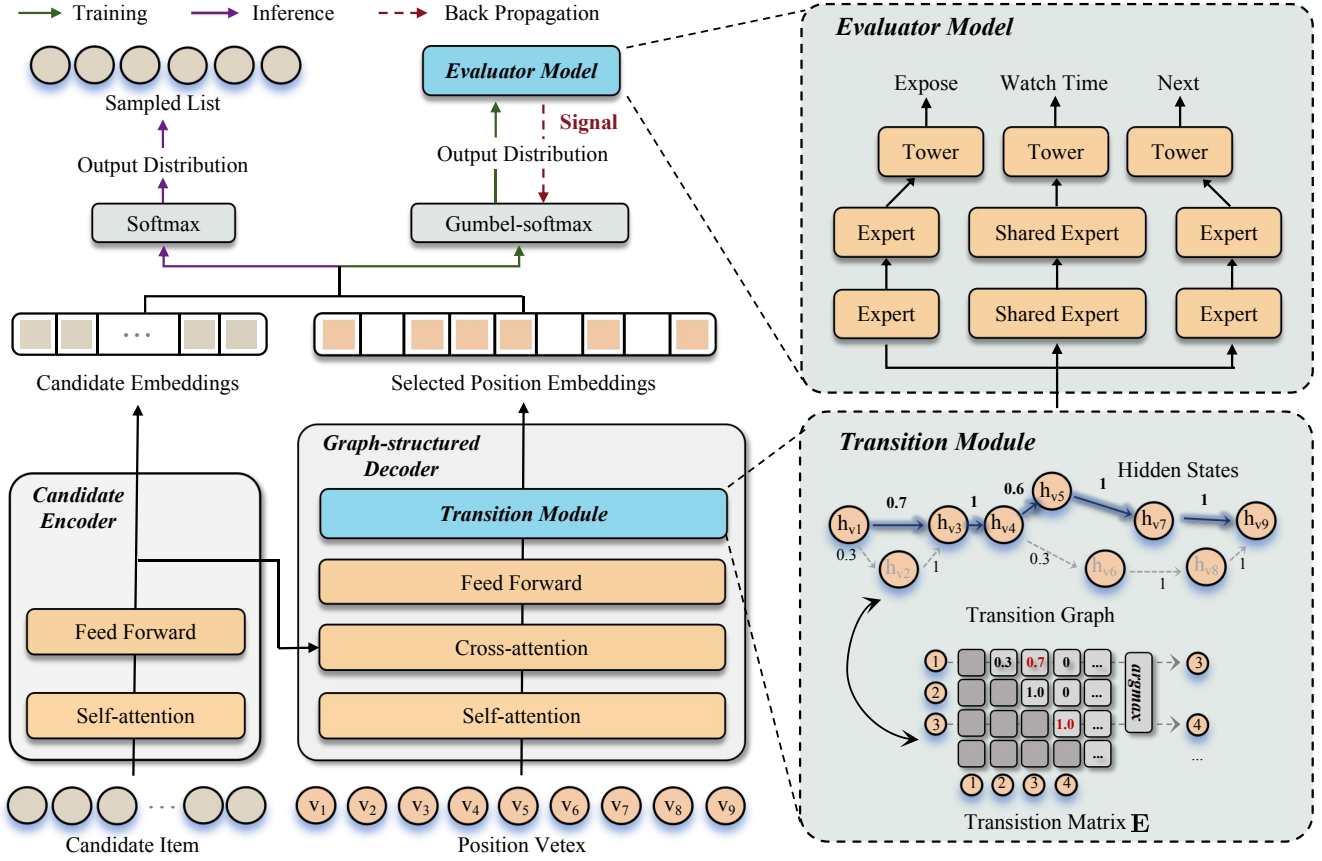 Training
Inference
Back Propagation
Sampled List
Output Distribution
Softmax
Evaluator Model
Signal
Output Distribution
Gumbel-softmax
...
Candidate Embeddings
Selected Position Embeddings
Candidate
Encoder
Feed Forward
Self-attention
...
Candidate Item
Graph-structured
Decoder
Transition Module
Feed Forward
Cross-attention
Self-attention
v1 v2 v3 v4 v5 v6 v7 v8 v9
Position Vetex
Evaluator Model
Expose
Watch Time
Next
Tower
Tower
Tower
Expert
Shared Expert
Expert
Expert
Shared Expert
Expert
Transition Module
Hidden States
0.7
1
0.6
1
1
hv1
hv3
hv4
hv5
hv7
hv9
0.3
hv2
1
0.3
hv6
1
hv8
1
Transition Graph
1 0.3 0.7 0 ... 3
2 1.0 0 ...
3 1.0 ... 4
... ...
argmax
1 2 3 4
Transistion Matrix E